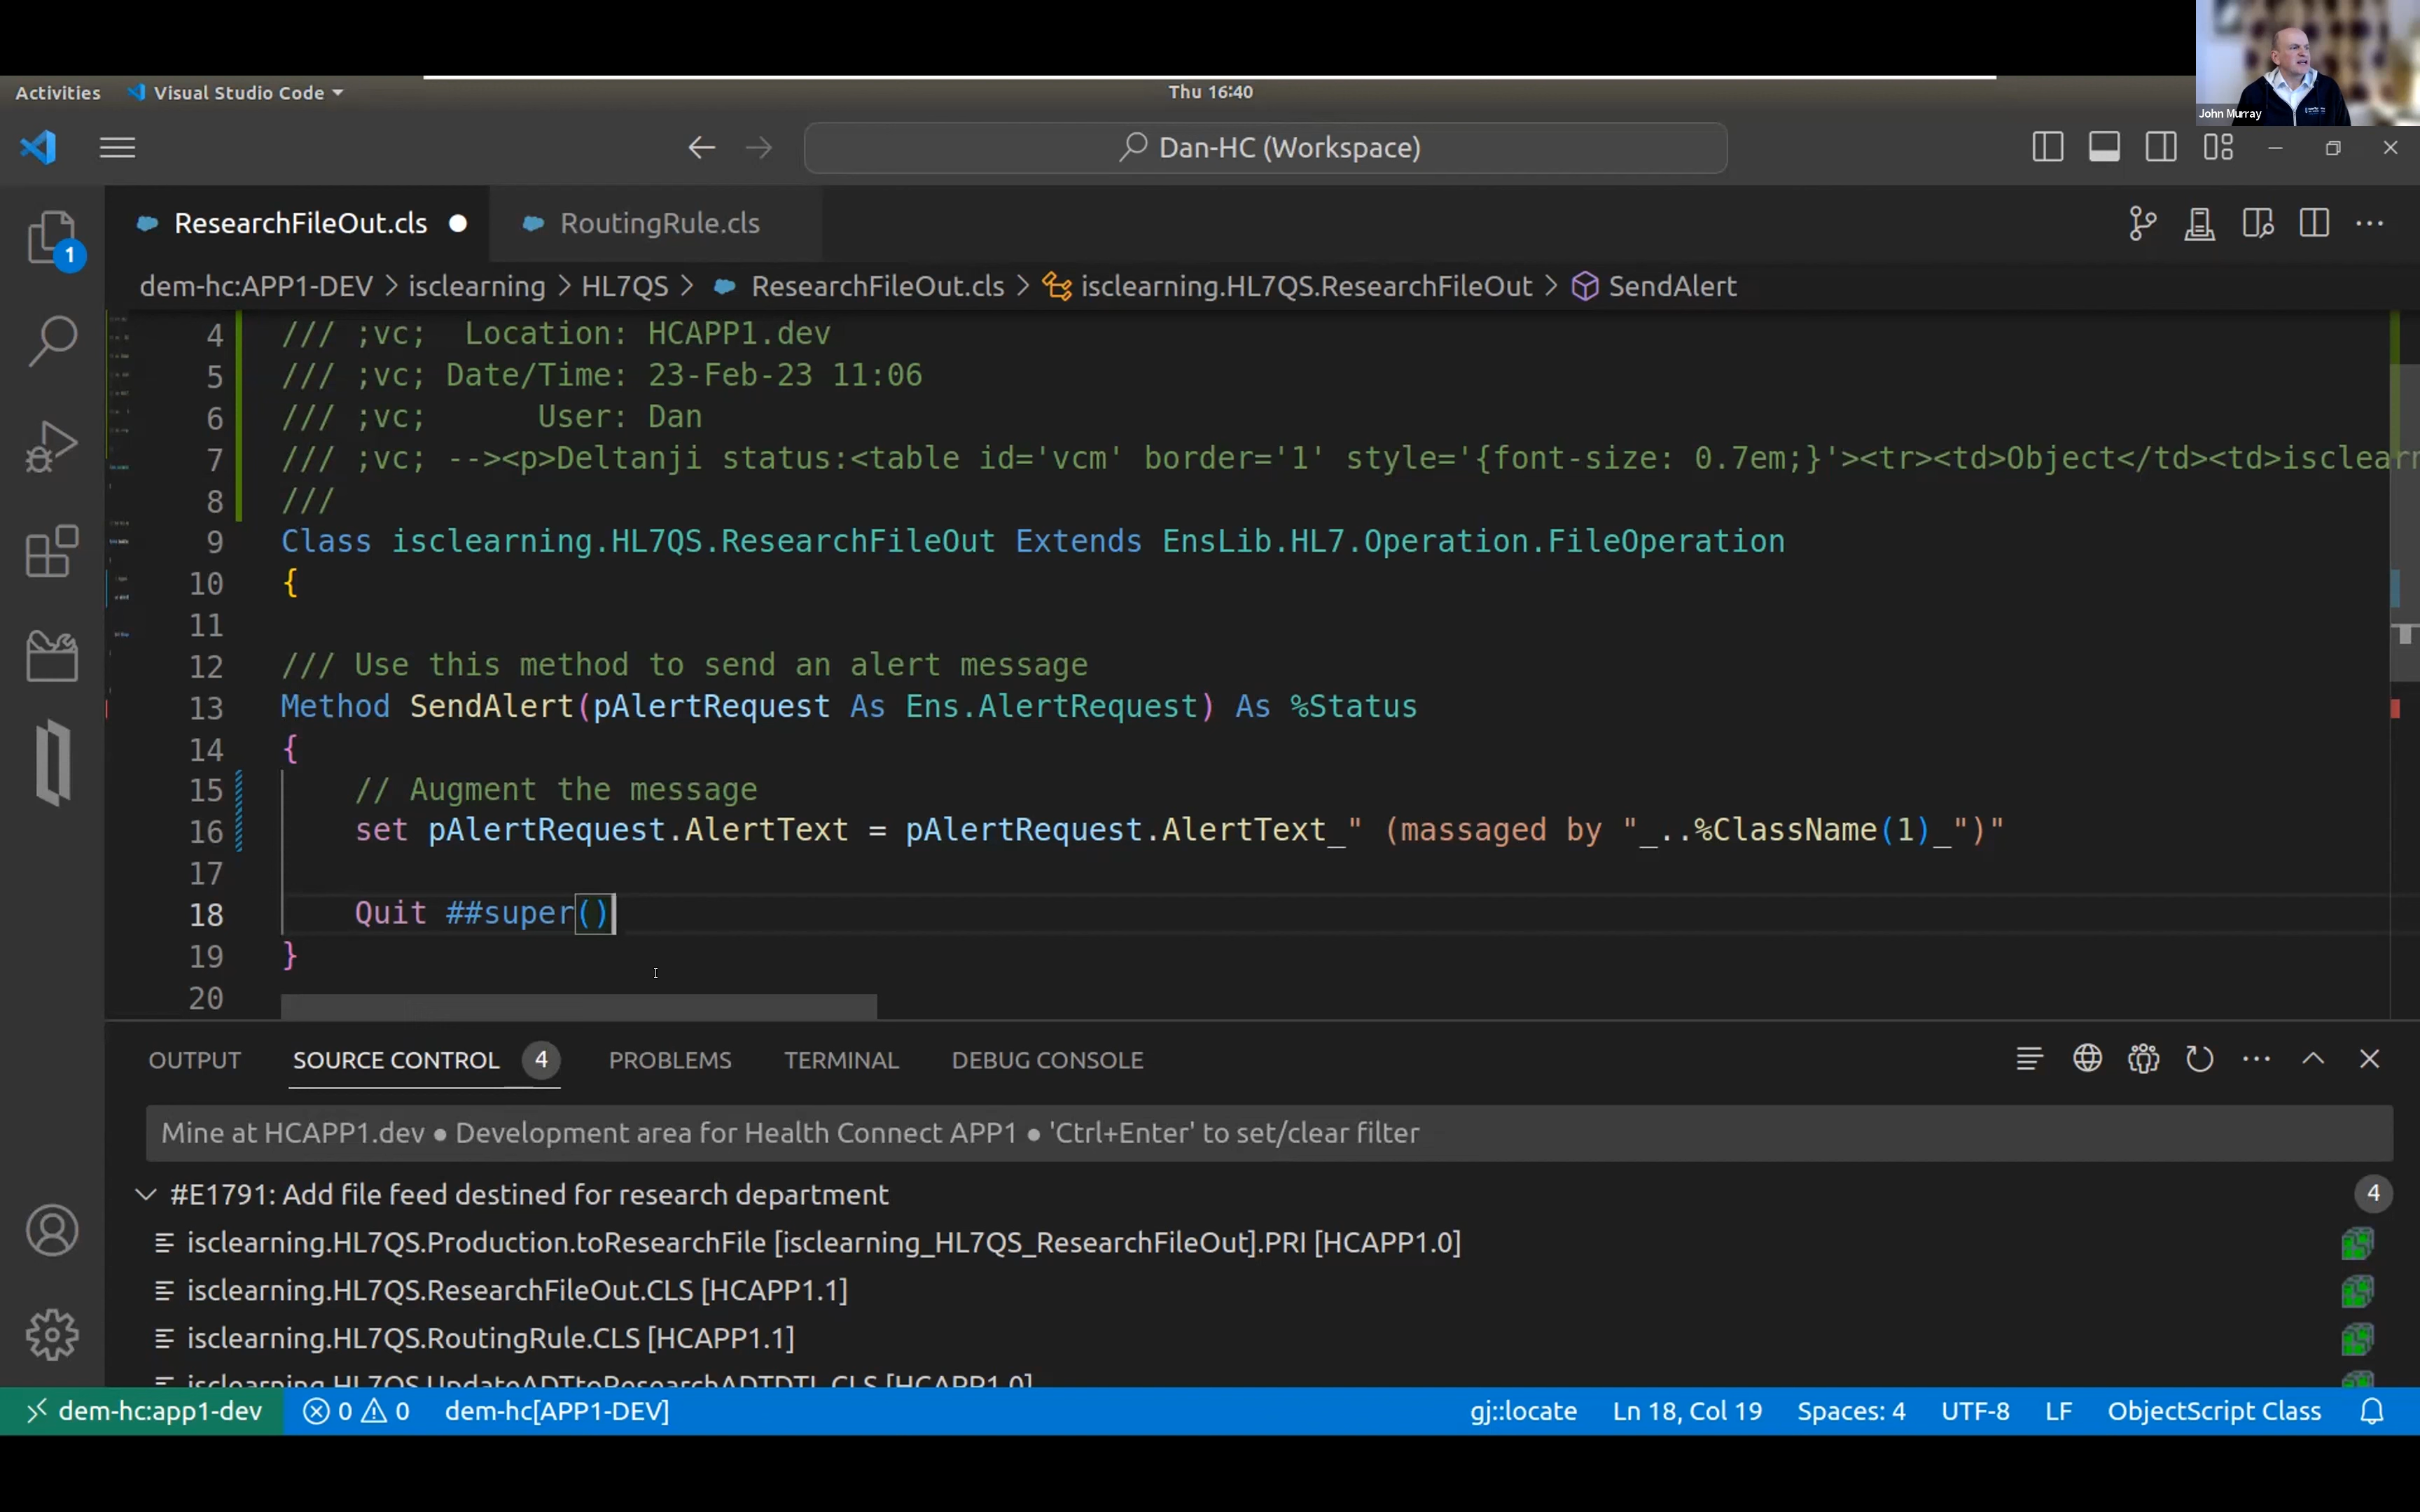 Activities Visual Studio Code Thu 16:40
John Murray
Dan-HC (Workspace)
1
ResearchFileOut.cls RoutingRule.cls
dem-hc:APP1-DEV > isclearning > HL7QS > ResearchFileOut.cls > isclearning.HL7QS.ResearchFileOut > SendAlert
4 /// ;vc;  Location: HCAPP1.dev
5 /// ;vc; Date/Time: 23-Feb-23 11:06
6 /// ;vc;      User: Dan
7 /// ;vc; --><p>Deltanji status:<table id='vcm' border='1' style='{font-size: 0.7em;}'><tr><td>Object</td><td>isclear
8 ///
9 Class isclearning.HL7QS.ResearchFileOut Extends EnsLib.HL7.Operation.FileOperation
10 {
11
12 /// Use this method to send an alert message
13 Method SendAlert(pAlertRequest As Ens.AlertRequest) As %Status
14 {
15     // Augment the message
16     set pAlertRequest.AlertText = pAlertRequest.AlertText_" (massaged by "_..%ClassName(1)_")"
17
18     Quit ##super()
19 }
20
OUTPUT SOURCE CONTROL 4 PROBLEMS TERMINAL DEBUG CONSOLE
Mine at HCAPP1.dev ● Development area for Health Connect APP1 ● 'Ctrl+Enter' to set/clear filter
#E1791: Add file feed destined for research department 4
isclearning.HL7QS.Production.toResearchFile [isclearning_HL7QS_ResearchFileOut].PRI [HCAPP1.0]
isclearning.HL7QS.ResearchFileOut.CLS [HCAPP1.1]
isclearning.HL7QS.RoutingRule.CLS [HCAPP1.1]
isclearning.HL7QS.UpdateADTtoResearchADTDTL.CLS [HCAPP1.0]
dem-hc:app1-dev 0 0 dem-hc[APP1-DEV] gj::locate Ln 18, Col 19 Spaces: 4 UTF-8 LF ObjectScript Class